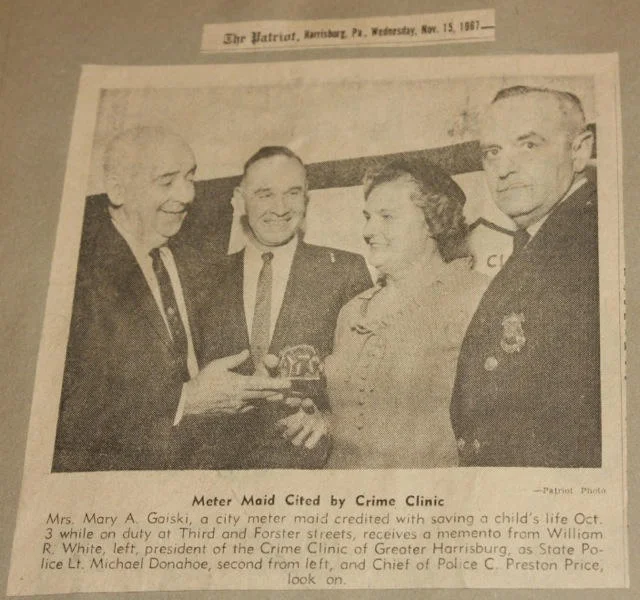 The Patriot, Harrisburg, Pa., Wednesday, Nov. 15, 1967
—Patriot Photo
Meter Maid Cited by Crime Clinic
Mrs. Mary A. Gaiski, a city meter maid credited with saving a child's life Oct.
3 while on duty at Third and Forster streets, receives a memento from William
R. White, left, president of the Crime Clinic of Greater Harrisburg, as State Po-
lice Lt. Michael Donahoe, second from left, and Chief of Police C. Preston Price,
look on.